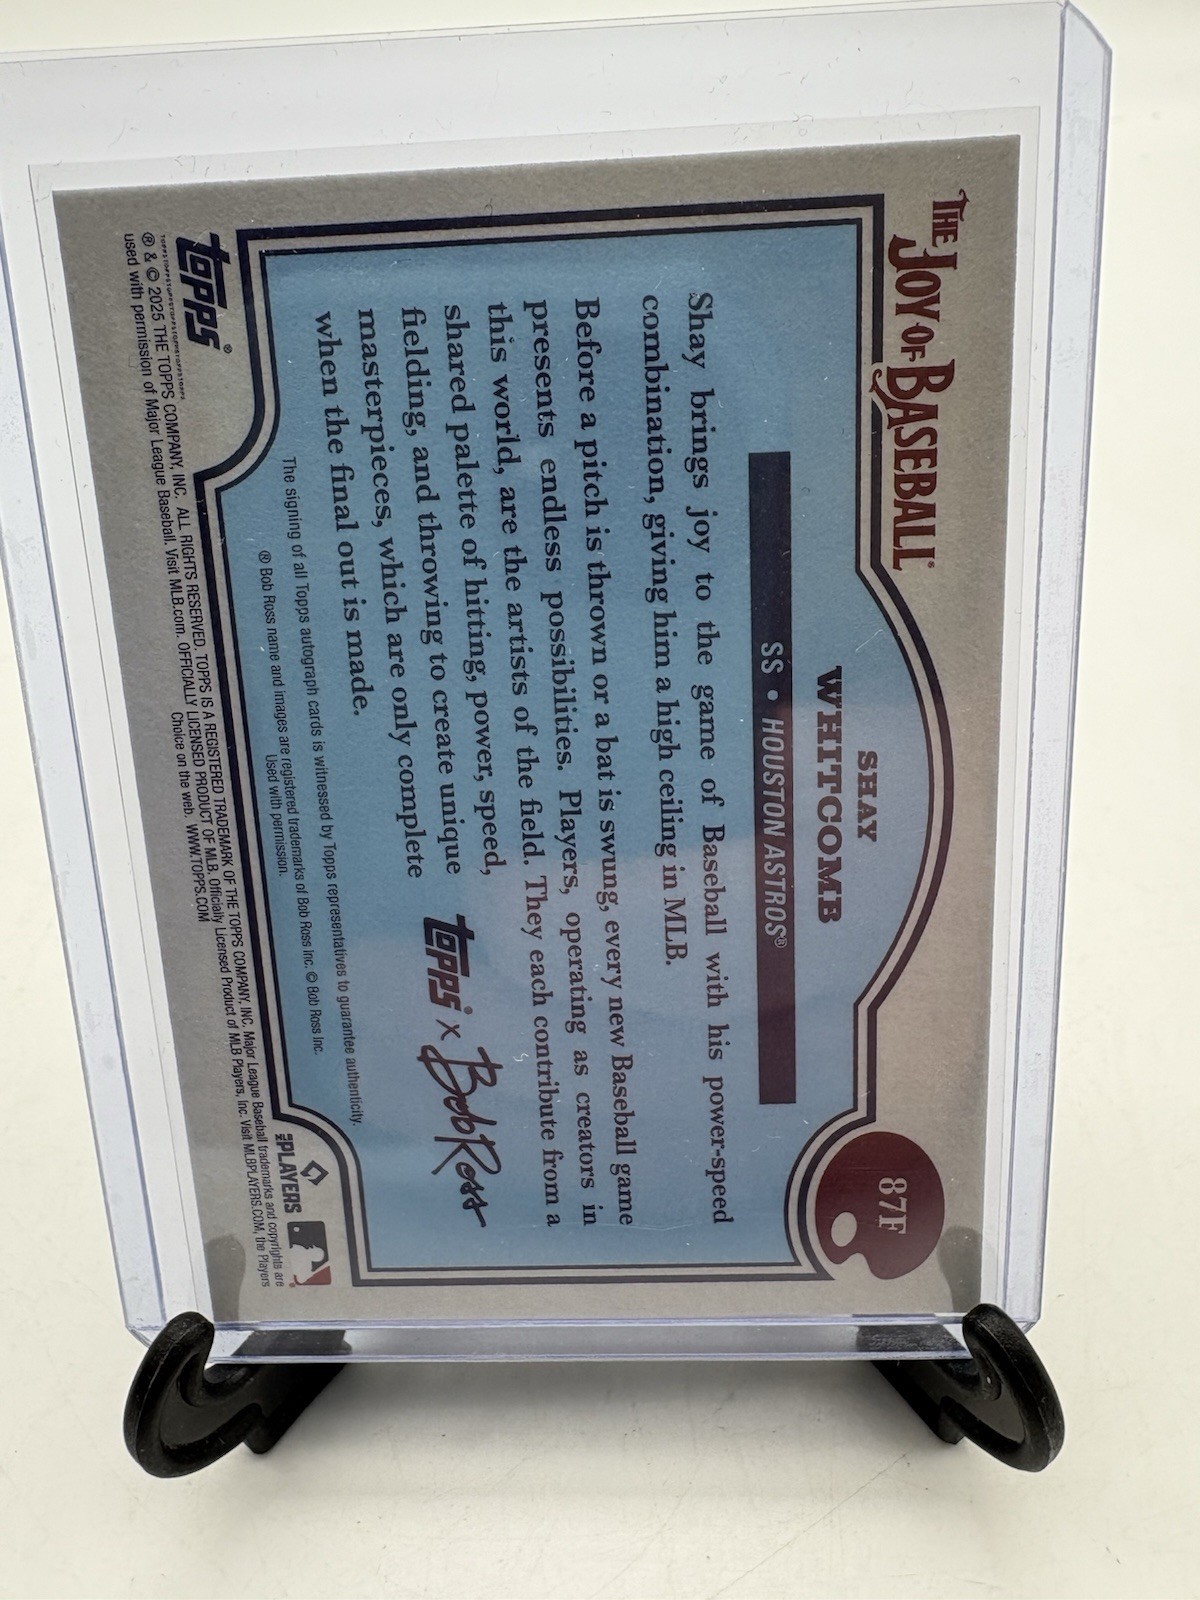 THE JOY OF BASEBALL®
87F
SHAY
WHITCOMB
SS • HOUSTON ASTROS®
Shay brings joy to the game of Baseball with his power-speed
combination, giving him a high ceiling in MLB.
Before a pitch is thrown or a bat is swung, every new Baseball game
presents endless possibilities. Players, operating as creators in
this world, are the artists of the field. They each contribute from a
shared palette of hitting, power, speed,
fielding, and throwing to create unique
masterpieces, which are only complete
when the final out is made.
topps® x Bob Ross
The signing of all Topps autograph cards is witnessed by Topps representatives to guarantee authenticity.
® Bob Ross name and images are registered trademarks of Bob Ross Inc. © Bob Ross Inc.
Used with permission.
topps®
MLB PLAYERS
® & © 2025 THE TOPPS COMPANY, INC. ALL RIGHTS RESERVED. TOPPS IS A REGISTERED TRADEMARK OF THE TOPPS COMPANY, INC. Major League Baseball trademarks and copyrights are
used with permission of Major League Baseball. Visit MLB.com. OFFICIALLY LICENSED PRODUCT OF MLB. Officially Licensed Product of MLB Players, Inc. Visit MLBPLAYERS.COM, the Players
Choice on the web. WWW.TOPPS.COM